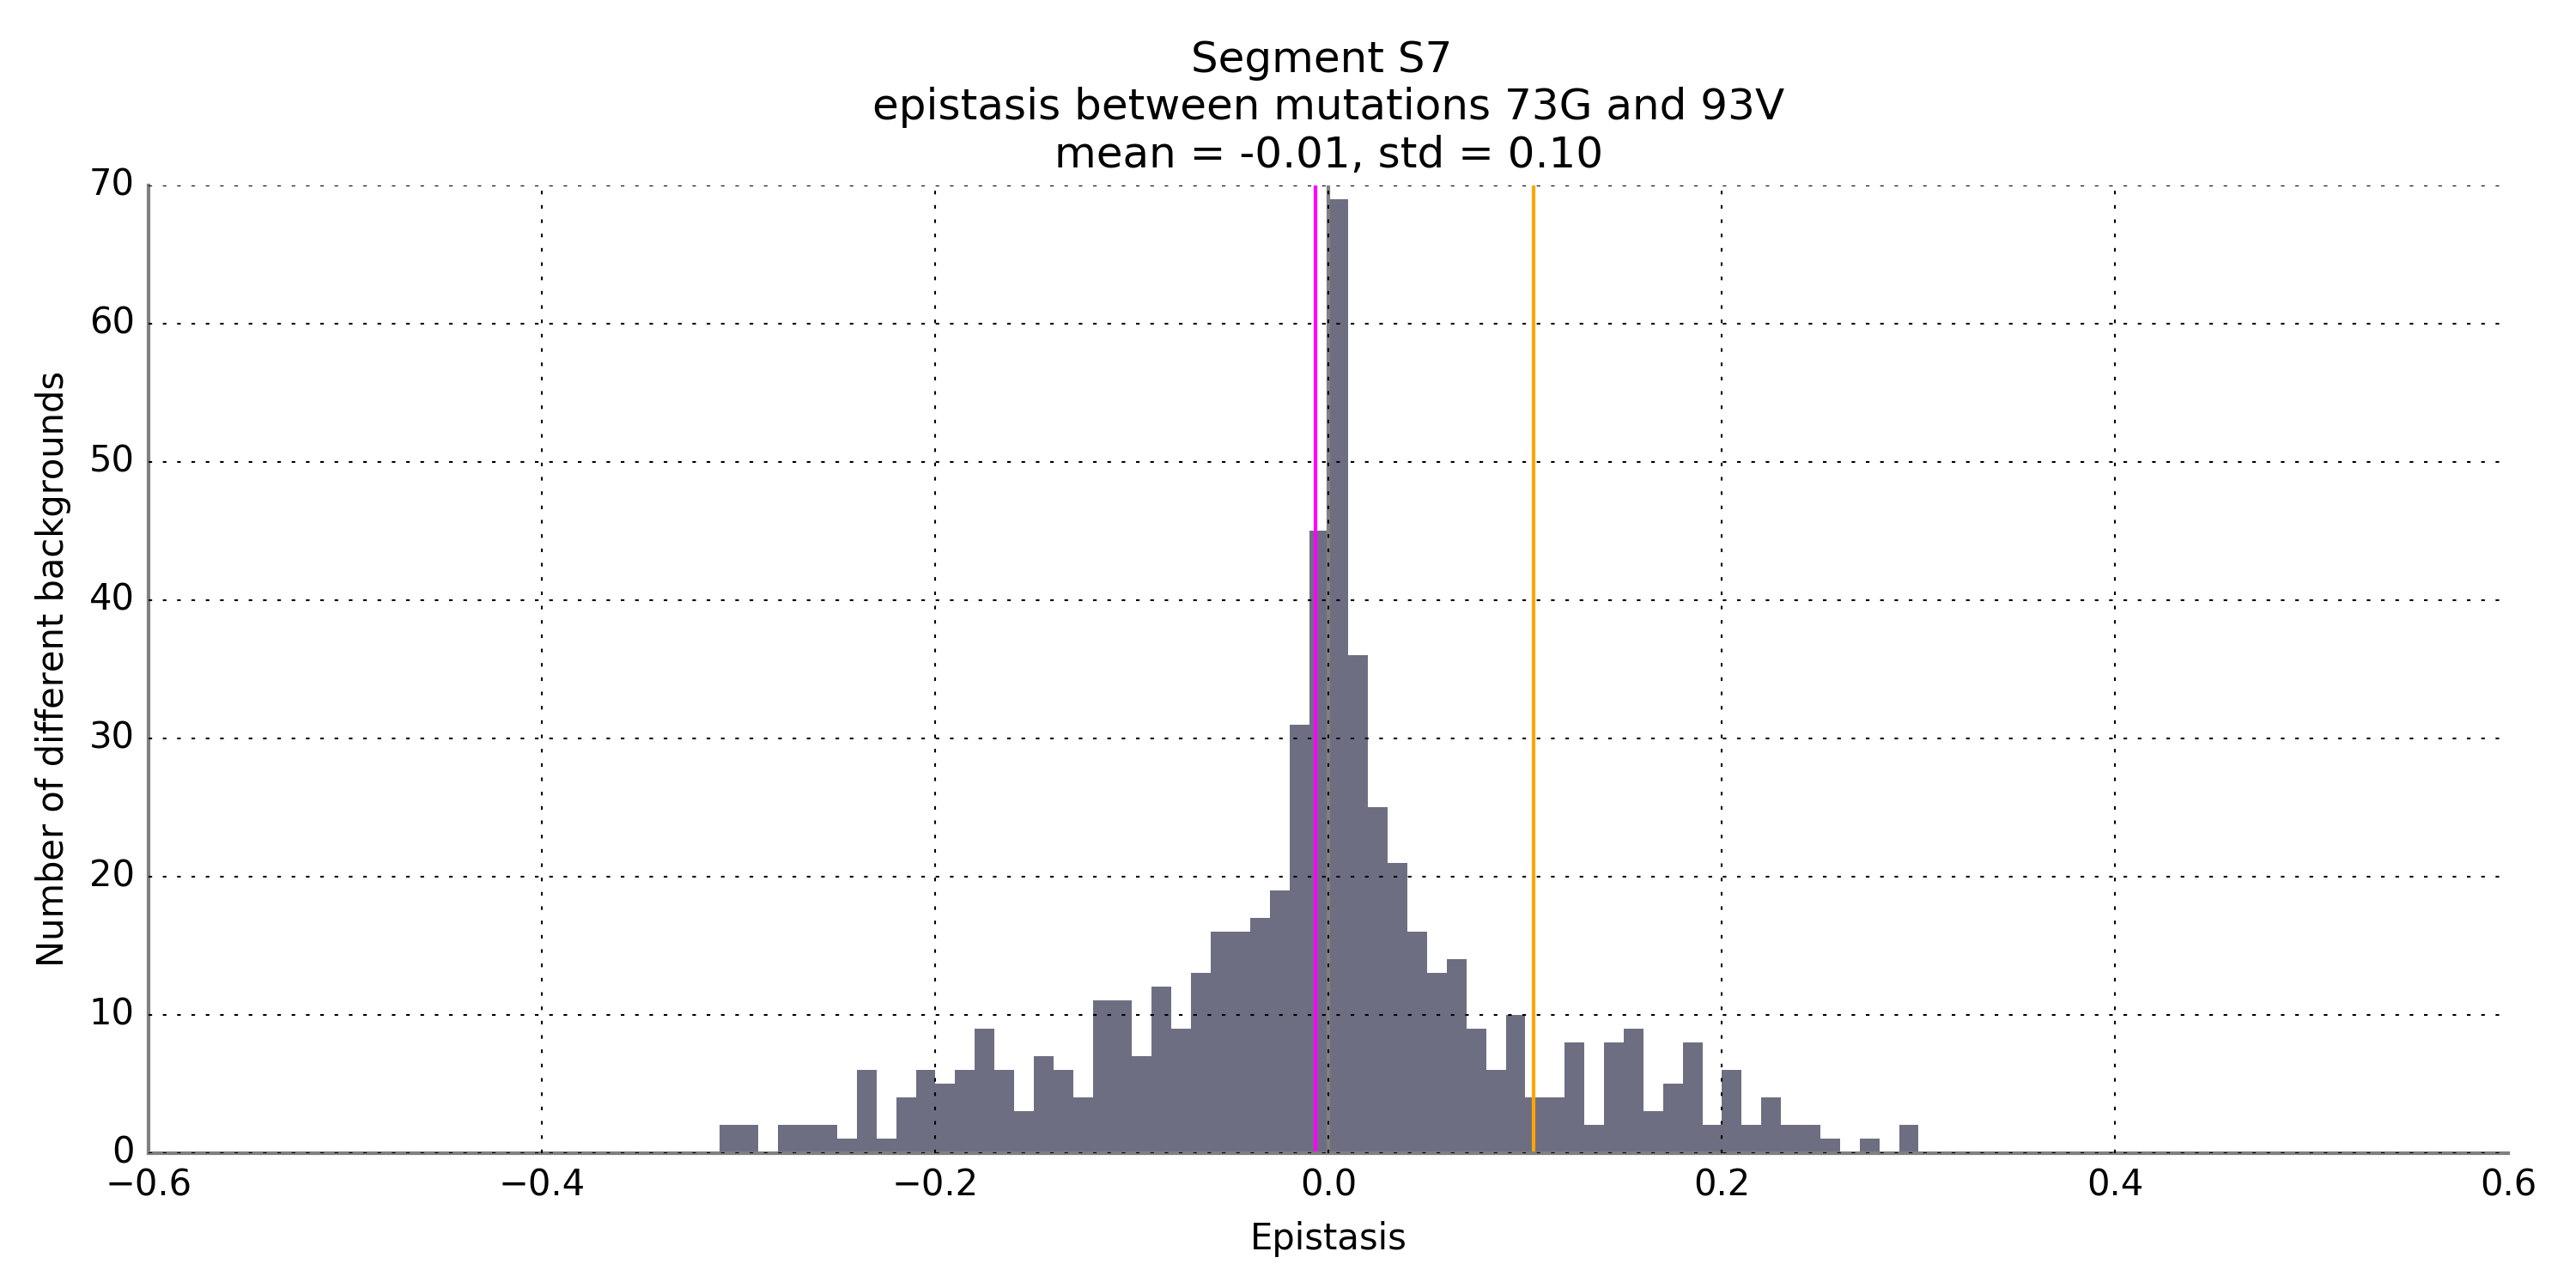 Segment S7
epistasis between mutations 73G and 93V
mean = -0.01, std = 0.10
Number of different backgrounds
70
60
50
40
30
20
10
0
−0.6 −0.4 −0.2 0.0 0.2 0.4 0.6
Epistasis